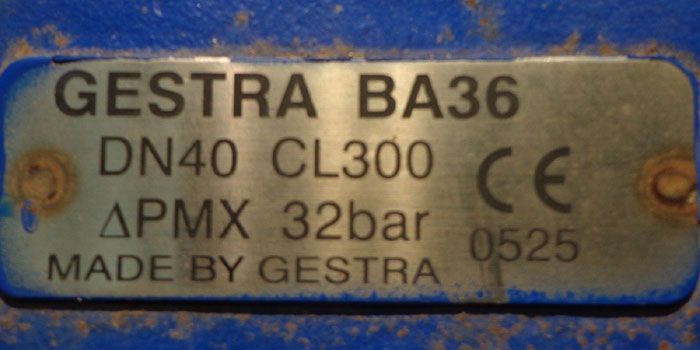 GESTRA BA36
DN40 CL300
CE
ΔPMX 32bar
0525
MADE BY GESTRA